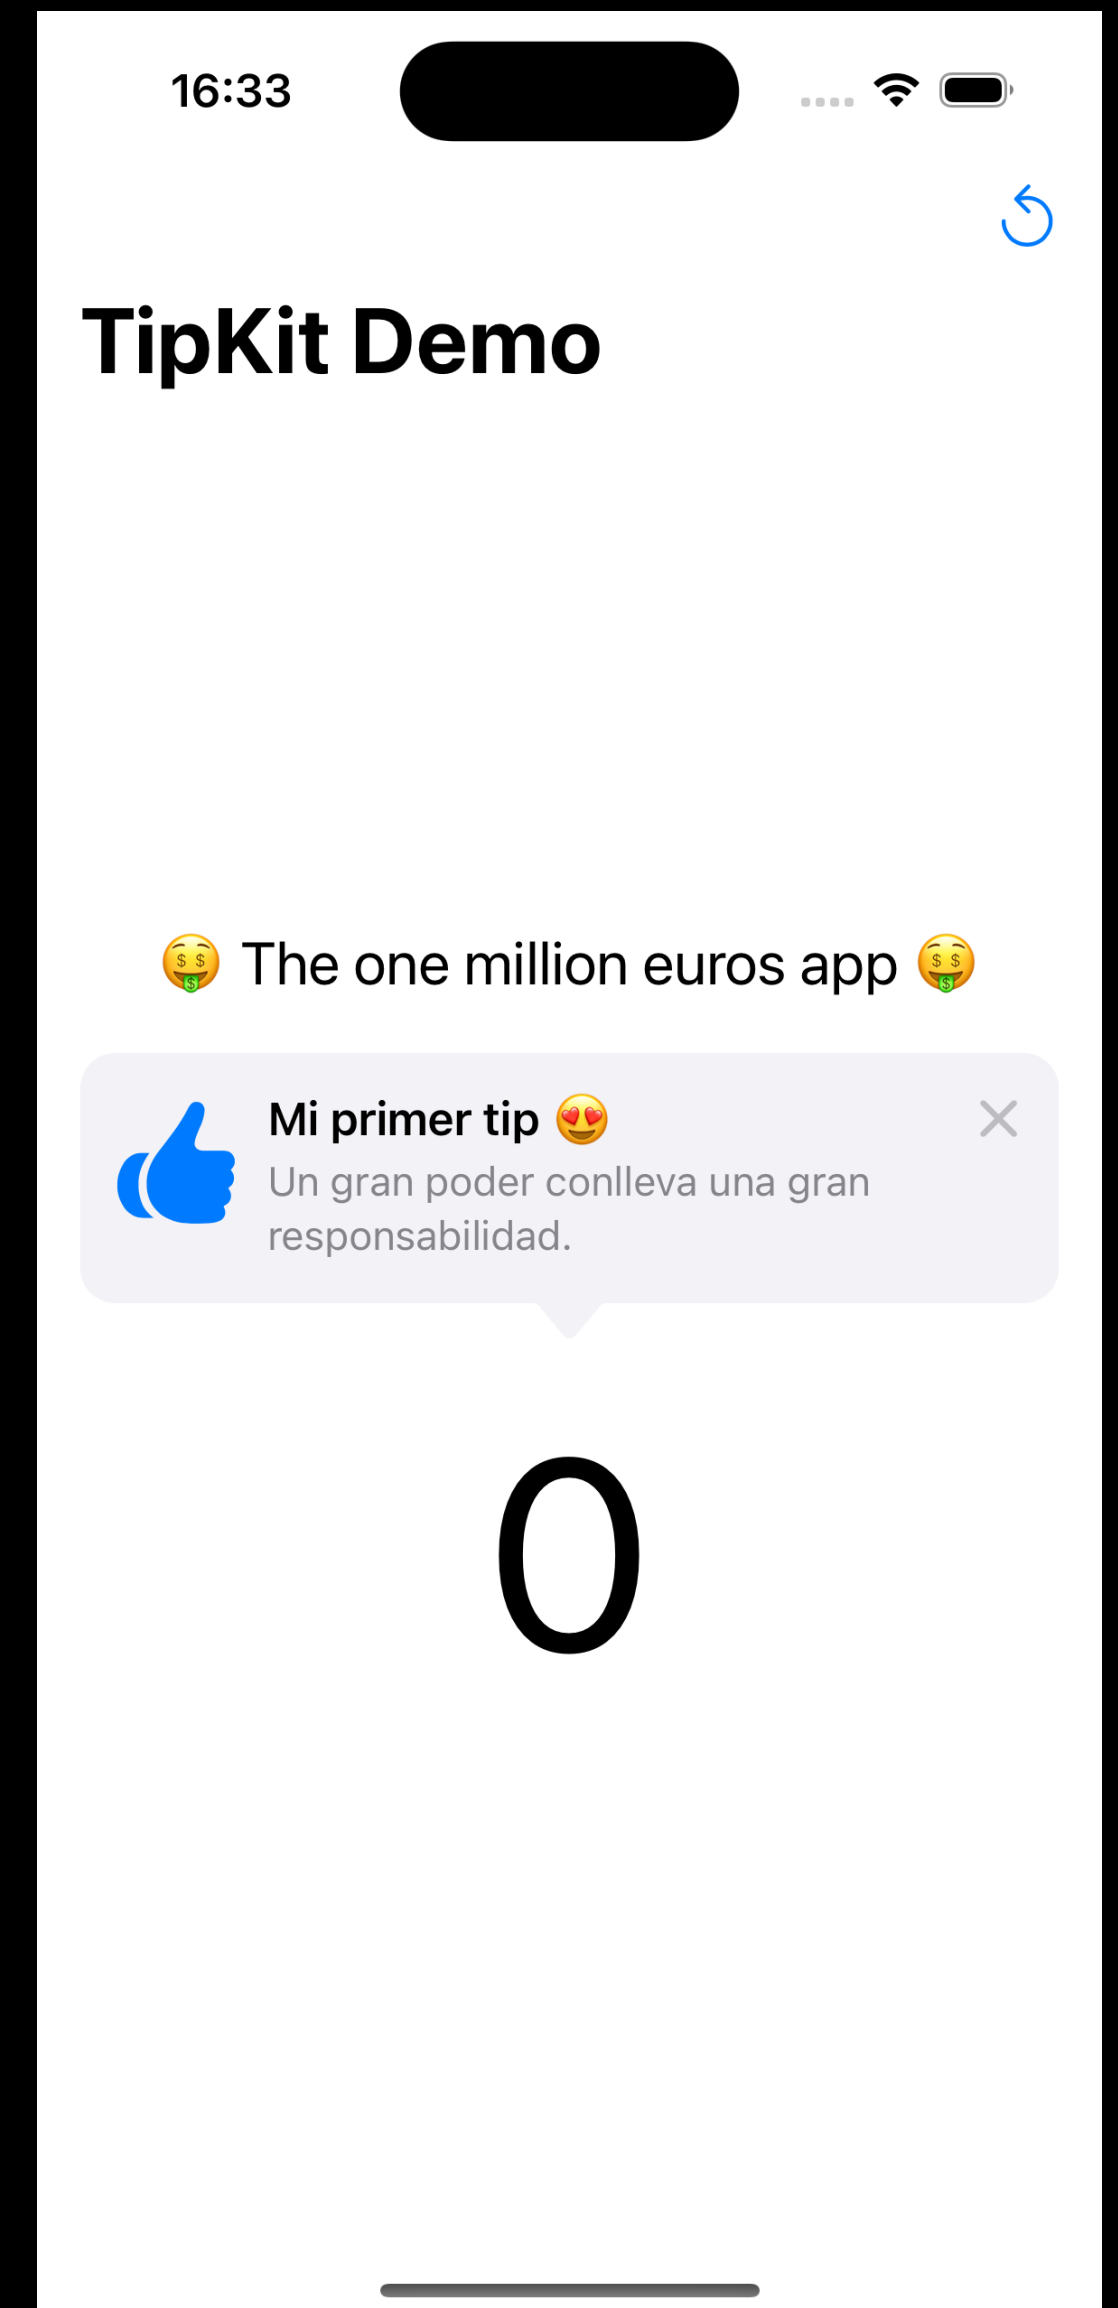 16:33
TipKit Demo
🤑 The one million euros app 🤑
Mi primer tip 😍
Un gran poder conlleva una gran
responsabilidad.
0